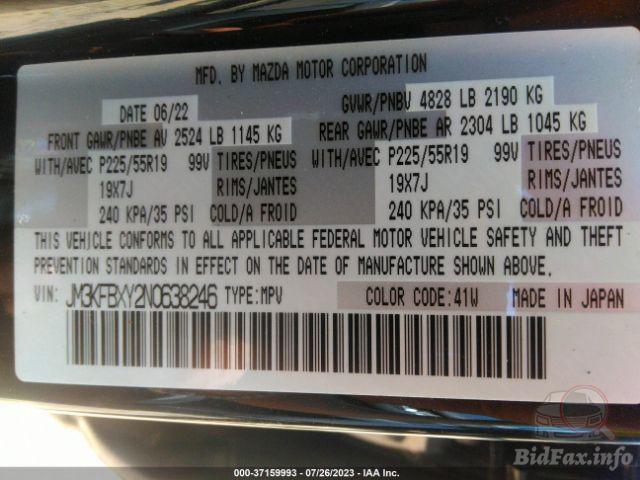 MFD. BY MAZDA MOTOR CORPORATION
DATE 06/22 GVWR/PNBV 4828 LB 2190 KG
FRONT GAWR/PNBE AV 2524 LB 1145 KG REAR GAWR/PNBE AR 2304 LB 1045 KG
WITH/AVEC P225/55R19 99V TIRES/PNEUS WITH/AVEC P225/55R19 99V TIRES/PNEUS
19X7J RIMS/JANTES 19X7J RIMS/JANTES
240 KPA/35 PSI COLD/A FROID 240 KPA/35 PSI COLD/A FROID
THIS VEHICLE CONFORMS TO ALL APPLICABLE FEDERAL MOTOR VEHICLE SAFETY AND THEFT
PREVENTION STANDARDS IN EFFECT ON THE DATE OF MANUFACTURE SHOWN ABOVE.
VIN: JM3KFBXY2N0638246 TYPE:MPV COLOR CODE:41W MADE IN JAPAN
BidFax.info
000-37159993 - 07/26/2023 - IAA Inc.